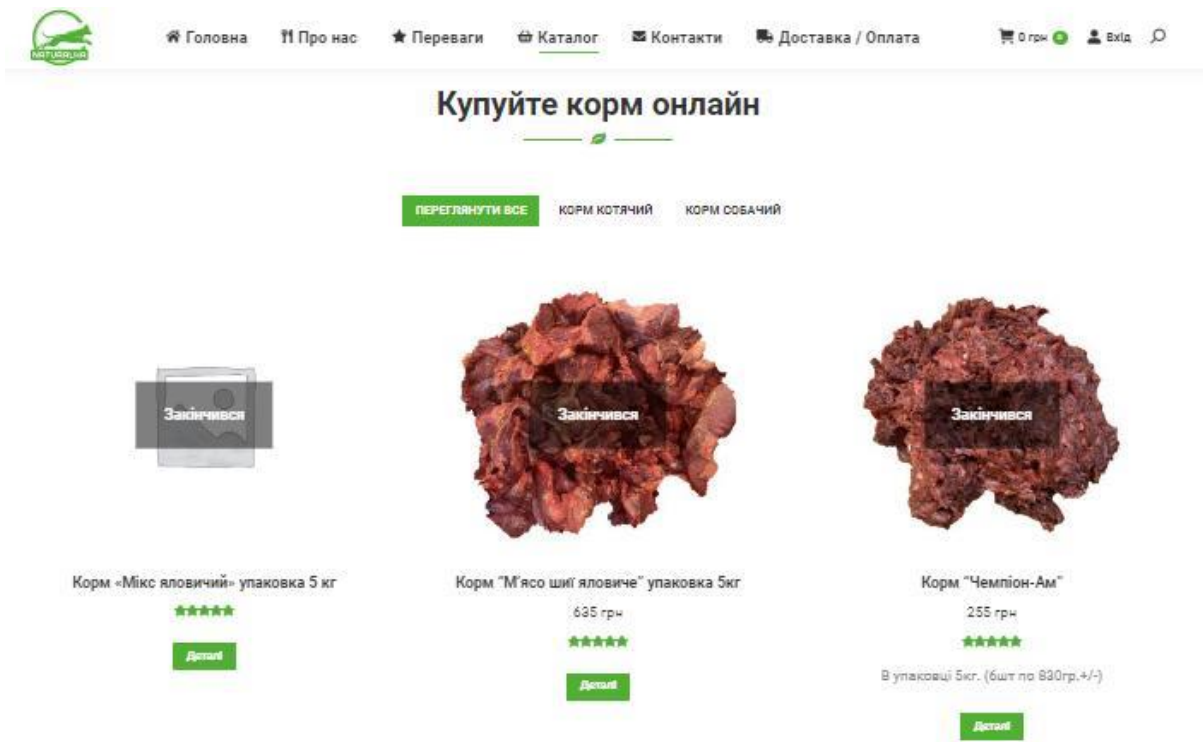 NATURALKA
Головна Про нас Переваги Каталог Контакти Доставка / Оплата 0 грн 0 Вхід
Купуйте корм онлайн
ПЕРЕГЛЯНУТИ ВСЕ КОРМ КОТЯЧИЙ КОРМ СОБАЧИЙ
Закінчився Закінчився Закінчився
Корм «Мікс яловичий» упаковка 5 кг
Деталі
Корм "М'ясо шиї яловиче" упаковка 5кг
635 грн
Деталі
Корм "Чемпіон-Ам"
255 грн
В упаковці 5кг. (6шт по 830гр.+/-)
Деталі